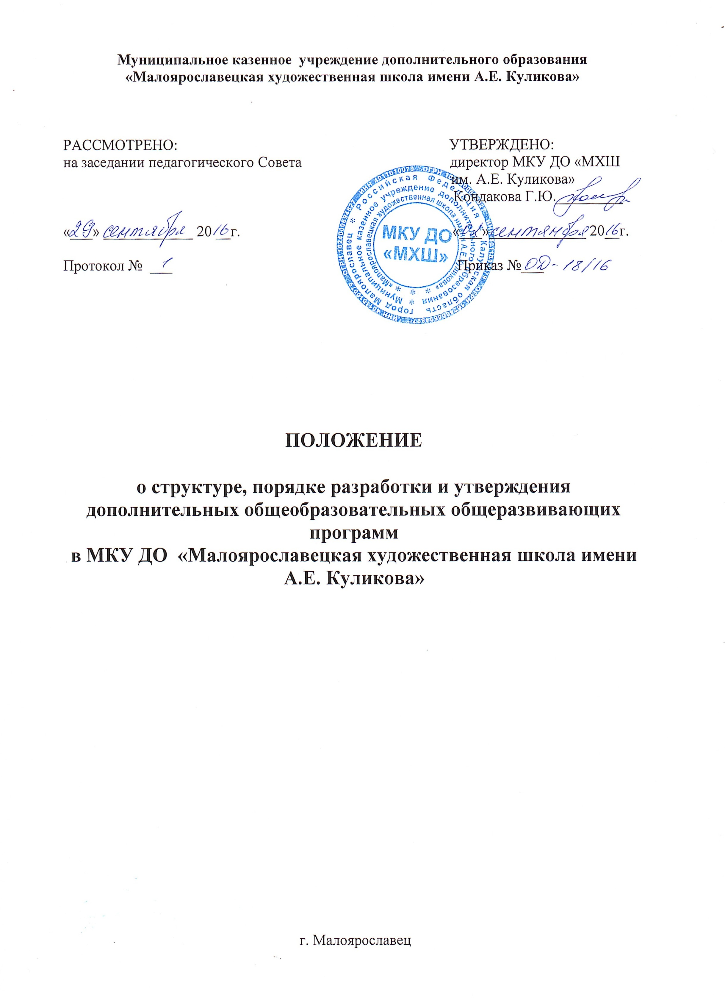 Муниципальное казенное учреждение дополнительного образования
«Малоярославецкая художественная школа имени А.Е. Куликова»
РАССМОТРЕНО:
на заседании педагогического Совета
«29» сентября 2016г.
Протокол № 1
УТВЕРЖДЕНО:
директор МКУ ДО «МХШ
им. А.Е. Куликова»
Кондакова Г.Ю.
« » сентянбря 2016г.
Приказ № ОД-18/16
Российская Федерация * Калужская область
город Малоярославец *
Муниципальное казенное учреждение дополнительного образования *
«Малоярославецкая художественная школа имени А.Е. Куликова» *
МКУ ДО
«МХШ»
ПОЛОЖЕНИЕ
о структуре, порядке разработки и утверждения
дополнительных общеобразовательных общеразвивающих
программ
в МКУ ДО «Малоярославецкая художественная школа имени
А.Е. Куликова»
г. Малоярославец